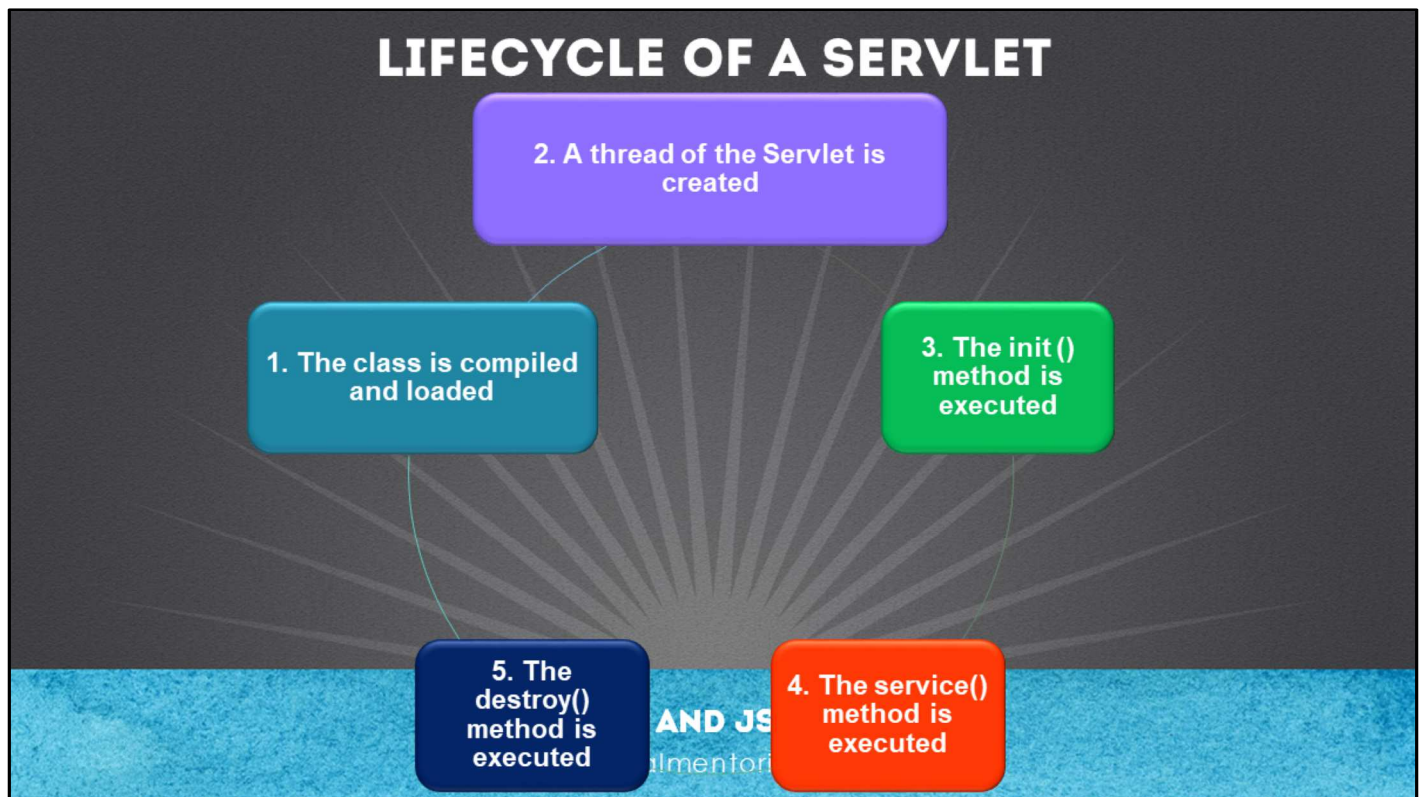 LIFECYCLE OF A SERVLET
2. A thread of the Servlet is
created
1. The class is compiled
and loaded
3. The init ()
method is
executed
4. The service()
method is
executed
5. The
destroy()
method is
executed
AND